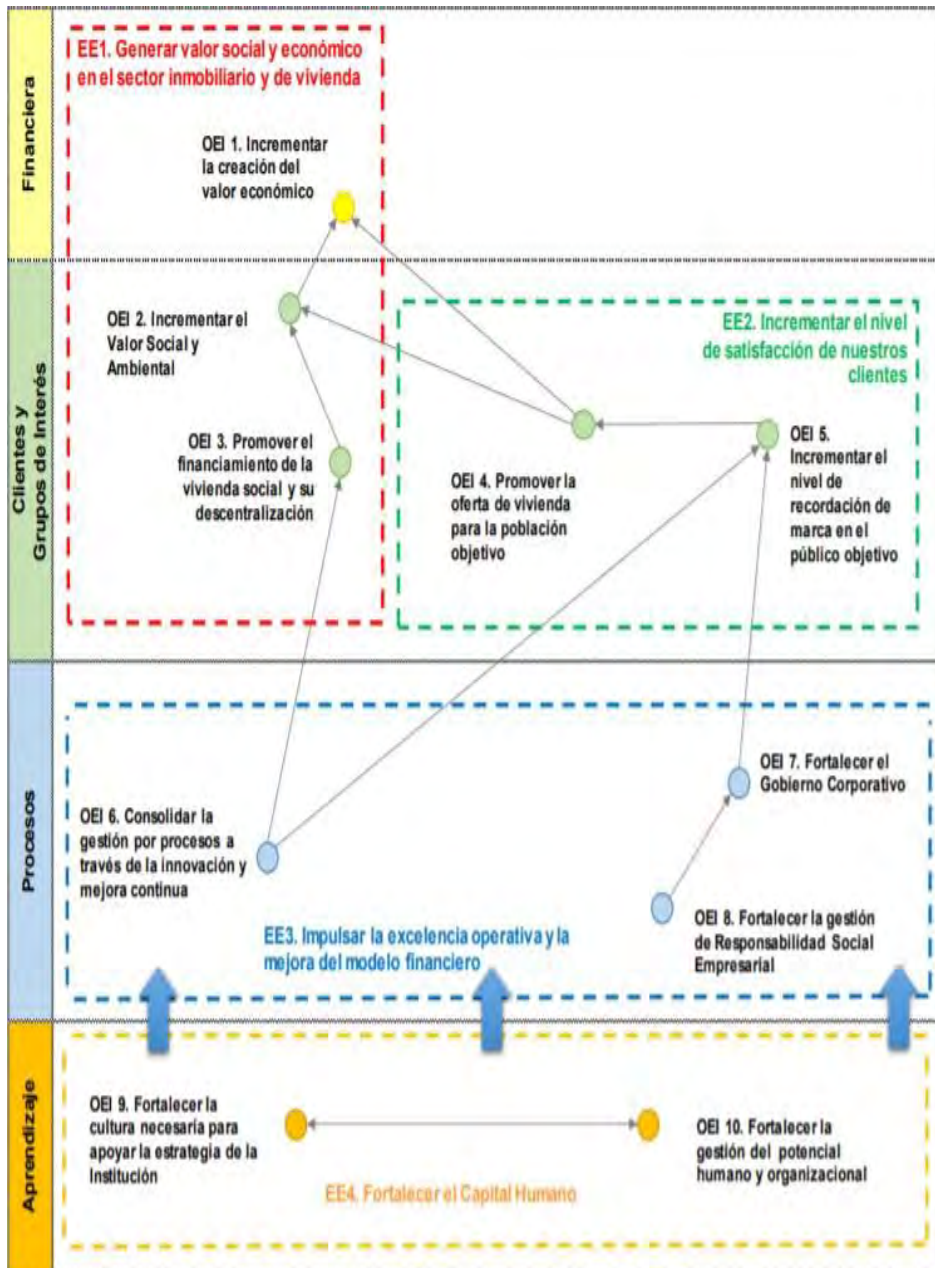 Financiera
EE1. Generar valor social y económico
en el sector inmobiliario y de vivienda
OEI 1. Incrementar
la creación del
valor económico
Clientes y
Grupos de Interés
OEI 2. Incrementar el
Valor Social y
Ambiental
EE2. Incrementar el nivel
de satisfacción de nuestros
clientes
OEI 3. Promover el
financiamiento de la
vivienda social y su
descentralización
OEI 4. Promover la
oferta de vivienda
para la población
objetivo
OEI 5.
Incrementar el
nivel de
recordación de
marca en el
público objetivo
Procesos
OEI 6. Consolidar la
gestión por procesos a
través de la innovación y
mejora continua
OEI 7. Fortalecer el
Gobierno Corporativo
OEI 8. Fortalecer la gestión
de Responsabilidad Social
Empresarial
EE3. Impulsar la excelencia operativa y la
mejora del modelo financiero
Aprendizaje
OEI 9. Fortalecer la
cultura necesaria para
apoyar la estrategia de la
Institución
OEI 10. Fortalecer la
gestión del potencial
humano y organizacional
EE4. Fortalecer el Capital Humano